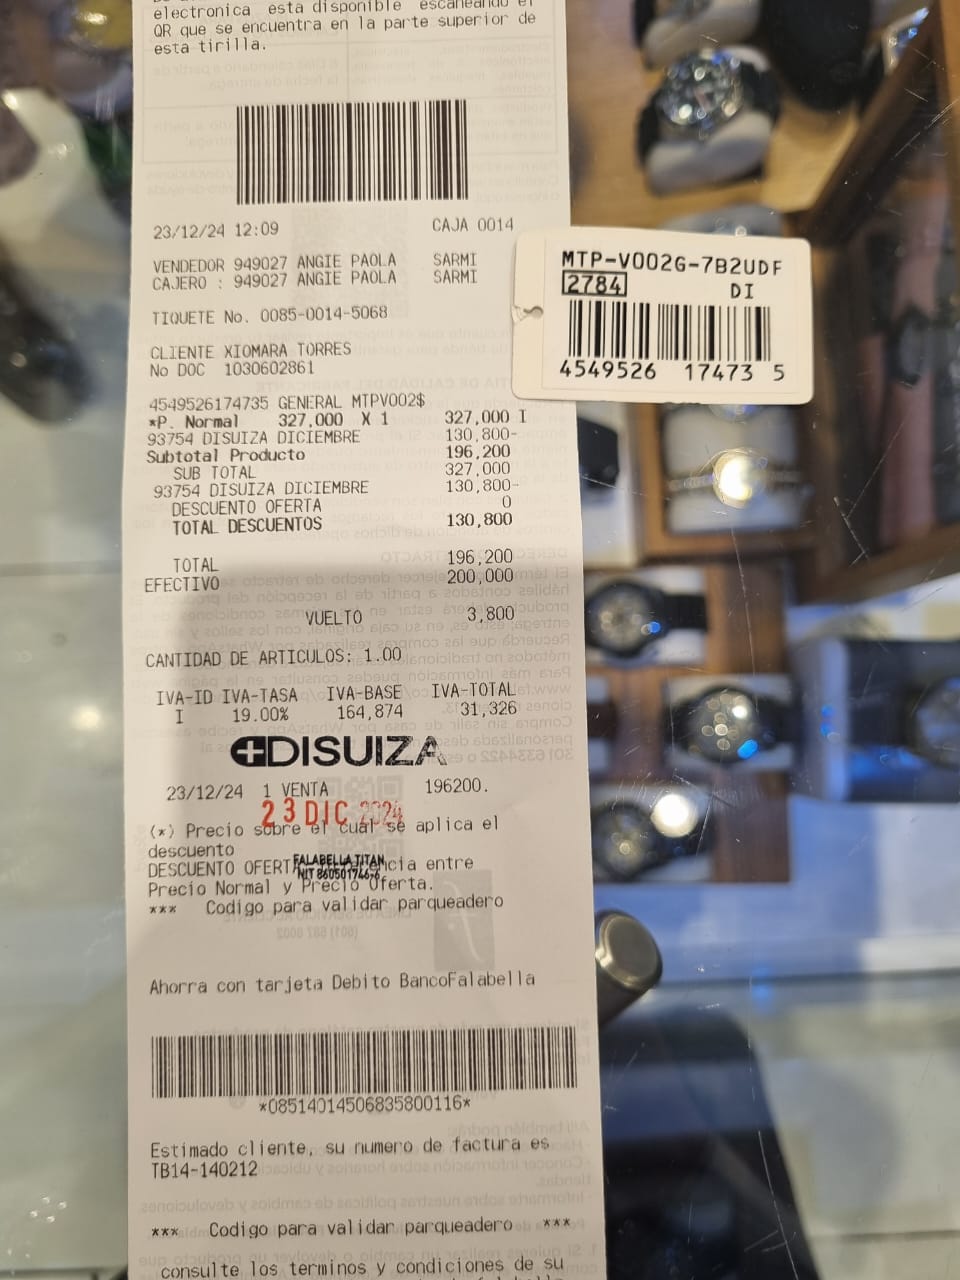 electronica esta disponible escaneando el
QR que se encuentra en la parte superior de
esta tirilla.
23/12/24 12:09 CAJA 0014
VENDEDOR 949027 ANGIE PAOLA SARMI
CAJERO : 949027 ANGIE PAOLA SARMI
TIQUETE No. 0085-0014-5068
CLIENTE XIOMARA TORRES
No DOC 1030602861
4549526174735 GENERAL MTPV002$
*P. Normal 327,000 X 1 327,000 I
93754 DISUIZA DICIEMBRE 130,800-
Subtotal Producto 196,200
SUB TOTAL 327,000
93754 DISUIZA DICIEMBRE 130,800-
DESCUENTO OFERTA 0
TOTAL DESCUENTOS 130,800
TOTAL 196,200
EFECTIVO 200,000
VUELTO 3,800
CANTIDAD DE ARTICULOS: 1.00
IVA-ID IVA-TASA IVA-BASE IVA-TOTAL
I 19.00% 164,874 31,326
DISUIZA
23/12/24 1 VENTA 196200.
23 DIC 2024
(*) Precio sobre el cual se aplica el
descuento
FALABELLA TITAN
NIT 860501746-6
DESCUENTO OFERTA entre
Precio Normal y Precio Oferta.
*** Codigo para validar parqueadero
Ahorra con tarjeta Debito BancoFalabella
*08514014506835800116*
Estimado cliente, su numero de factura es
TB14-140212
*** Codigo para validar parqueadero ***
consulte los terminos y condiciones de su
MTP-V002G-7B2UDF
2784 DI
4549526 17473 5